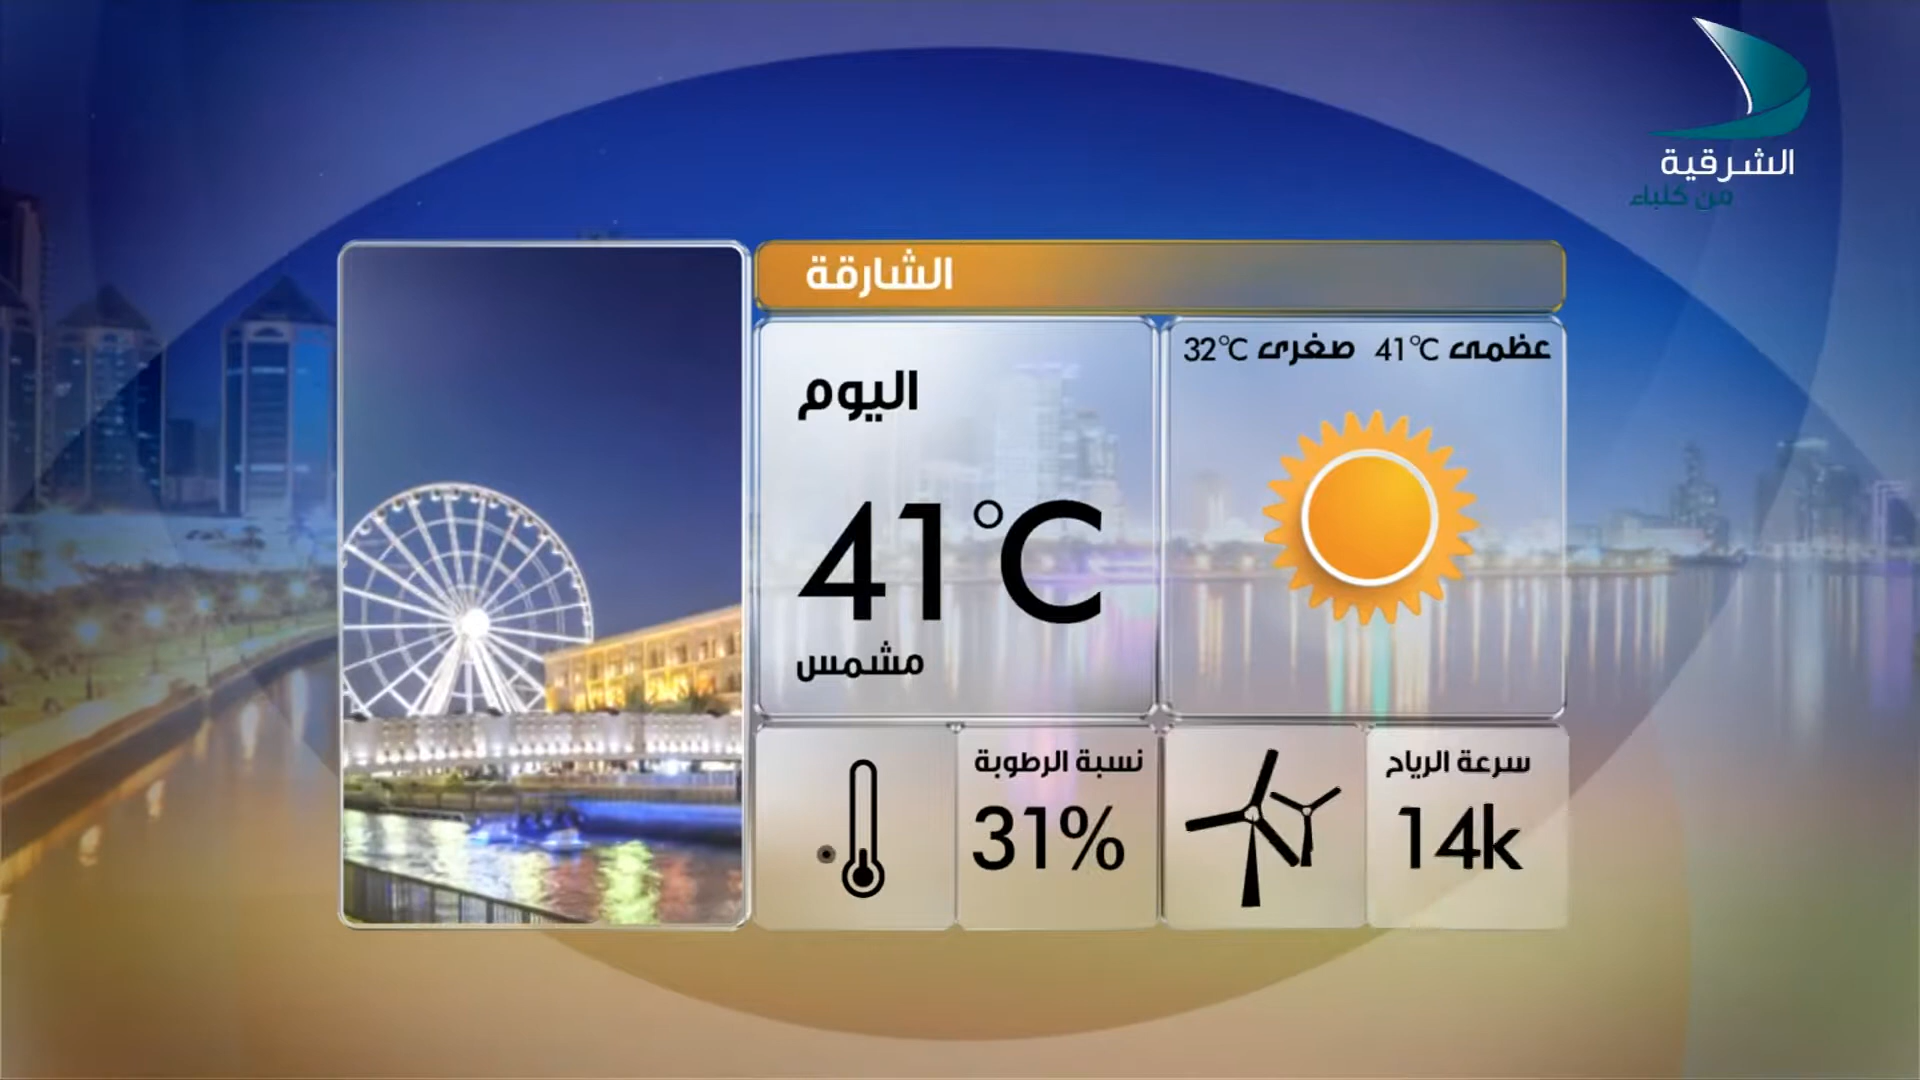 الشرقية
من كلباء
الشارقة
عظمى 41°C صغرى 32°C
اليوم
41°C
مشمس
نسبة الرطوبة
31%
سرعة الرياح
14k